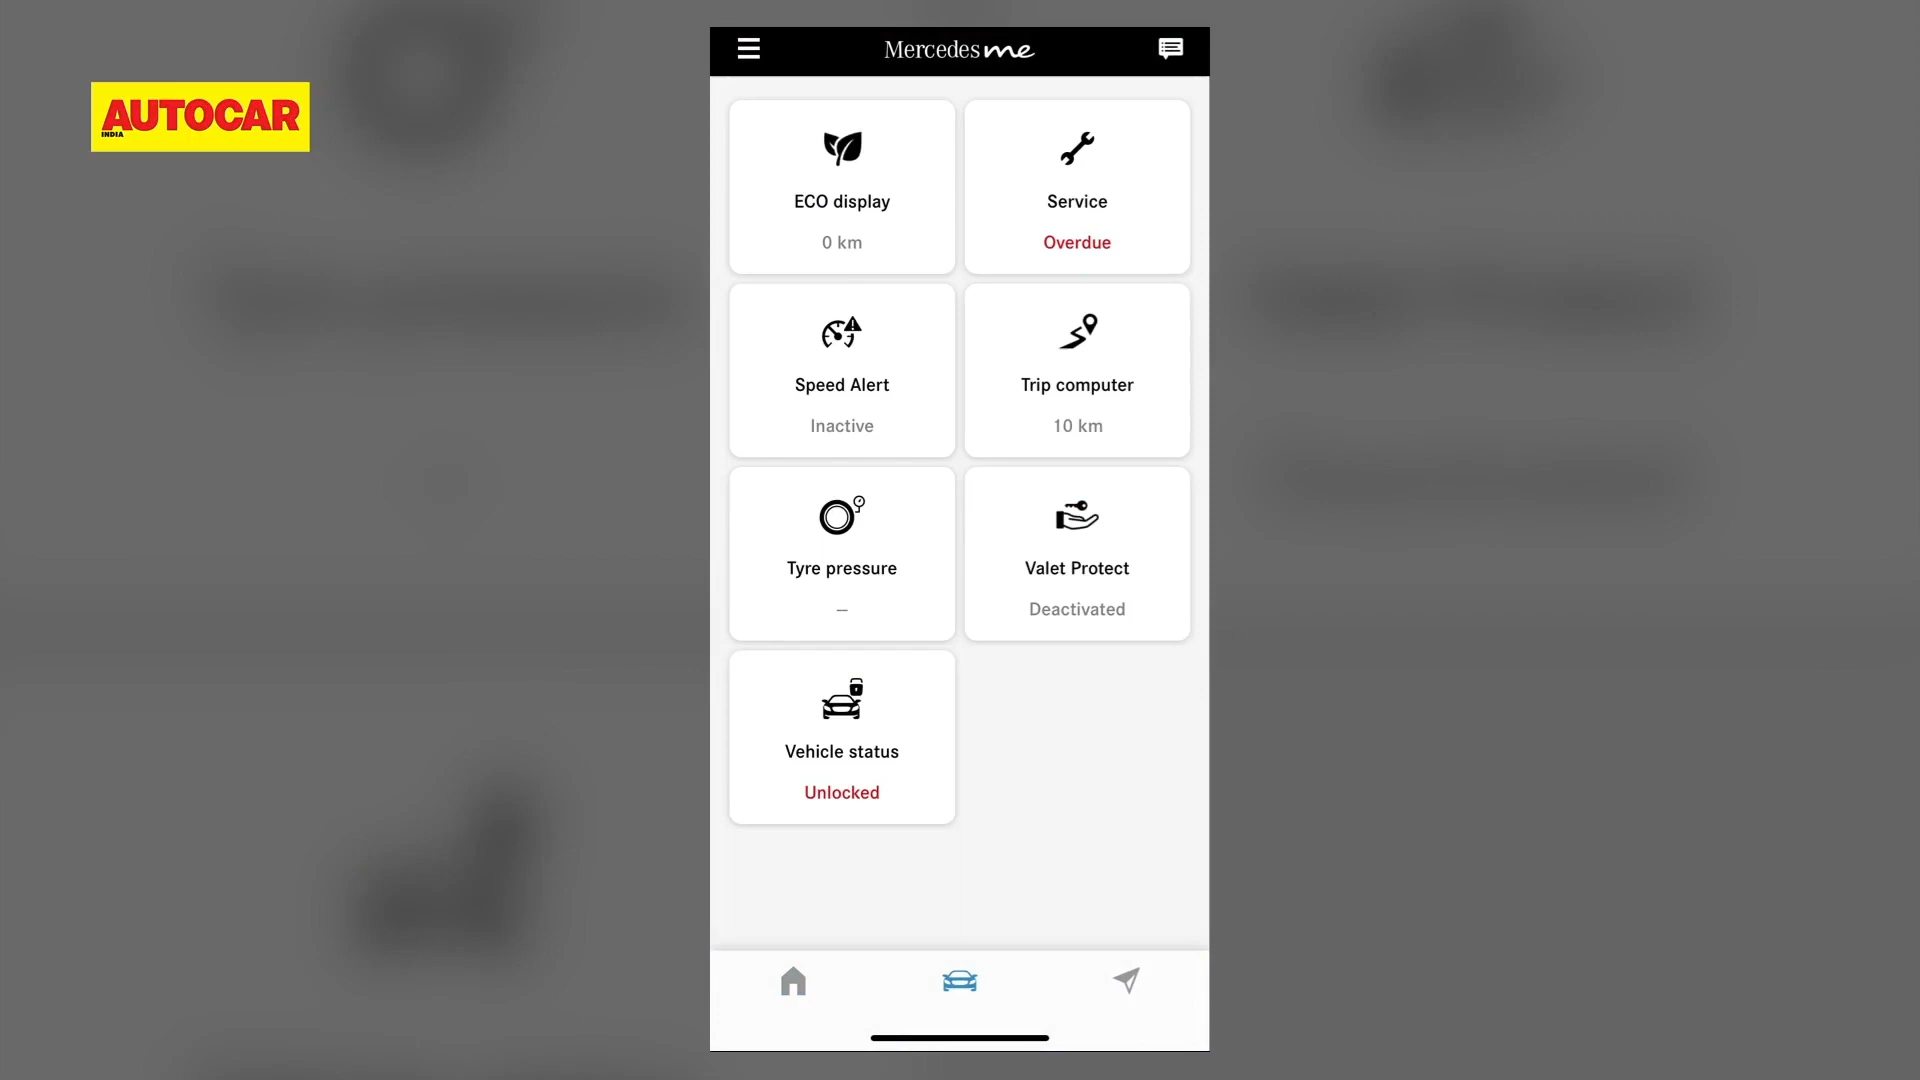 AUTOCAR
INDIA
Mercedes me
ECO display
0 km
Service
Overdue
Speed Alert
Inactive
Trip computer
10 km
Tyre pressure
–
Valet Protect
Deactivated
Vehicle status
Unlocked